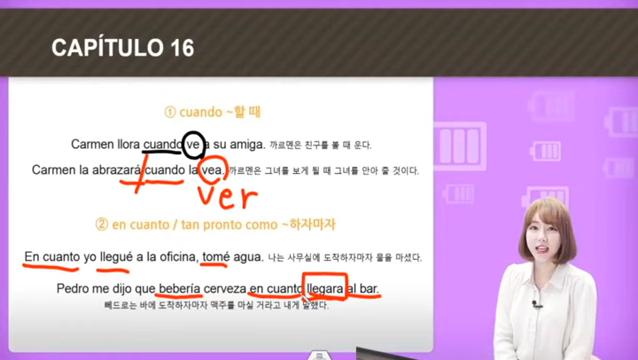 CAPÍTULO 16
① cuando ~할 때
Carmen llora cuando ve a su amiga. 까르멘은 친구를 볼 때 운다.
Carmen la abrazará cuando la vea. 까르멘은 그녀를 보게 될 때 그녀를 안아 줄 것이다.
ver
② en cuanto / tan pronto como ~하자마자
En cuanto yo llegué a la oficina, tomé agua. 나는 사무실에 도착하자마자 물을 마셨다.
Pedro me dijo que bebería cerveza en cuanto llegara al bar.
뻬드로는 바에 도착하자마자 맥주를 마실 거라고 내게 말했다.